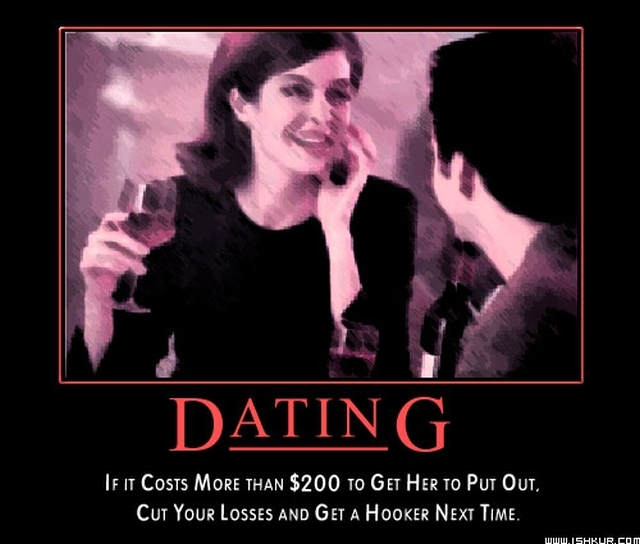 DATING
IF IT COSTS MORE THAN $200 TO GET HER TO PUT OUT,
CUT YOUR LOSSES AND GET A HOOKER NEXT TIME.
WWW.ISHKUR.COM